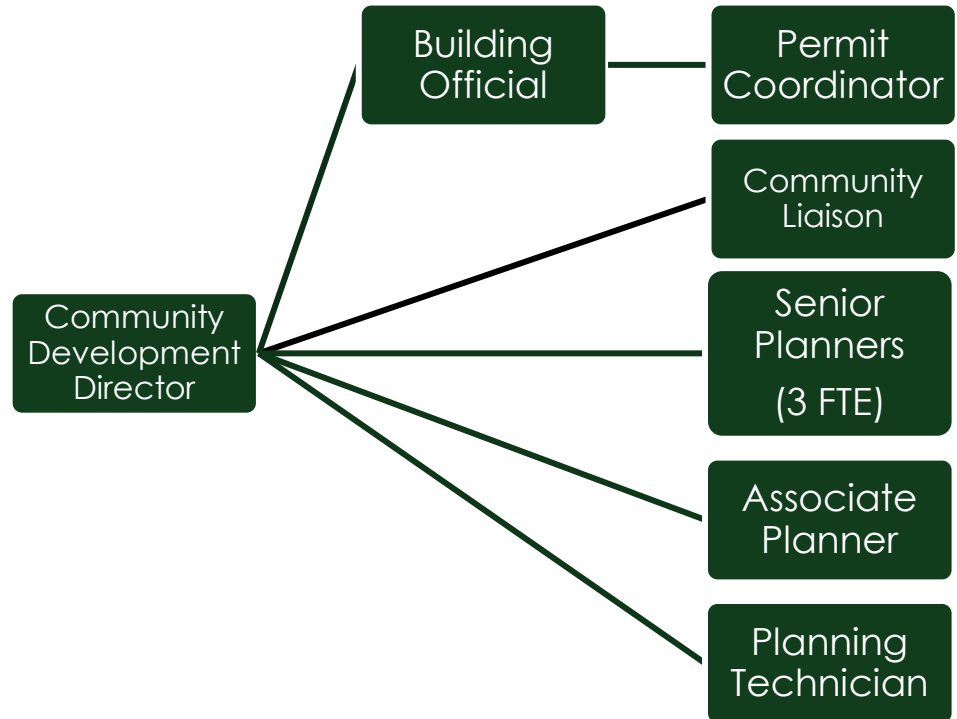 Building
Official
Permit
Coordinator
Community
Liaison
Community
Development
Director
Senior
Planners
(3 FTE)
Associate
Planner
Planning
Technician